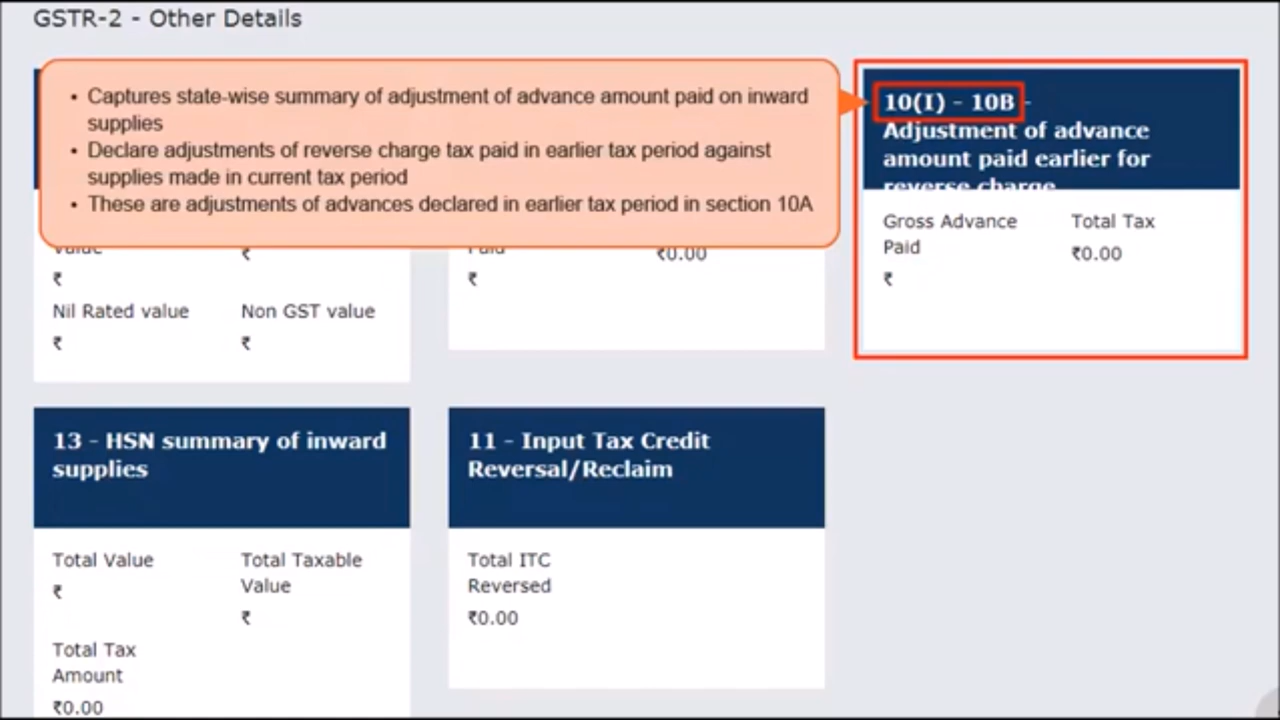 GSTR-2 - Other Details
• Captures state-wise summary of adjustment of advance amount paid on inward
supplies
• Declare adjustments of reverse charge tax paid in earlier tax period against
supplies made in current tax period
• These are adjustments of advances declared in earlier tax period in section 10A
10(I) - 10B -
Adjustment of advance
amount paid earlier for
reverse charge
Gross Advance
Paid
₹
Total Tax
₹0.00
Value
₹
₹
Nil Rated value
₹
Non GST value
₹
Paid
₹
₹0.00
13 - HSN summary of inward
supplies
Total Value
₹
Total Taxable
Value
₹
Total Tax
Amount
₹0.00
11 - Input Tax Credit
Reversal/Reclaim
Total ITC
Reversed
₹0.00